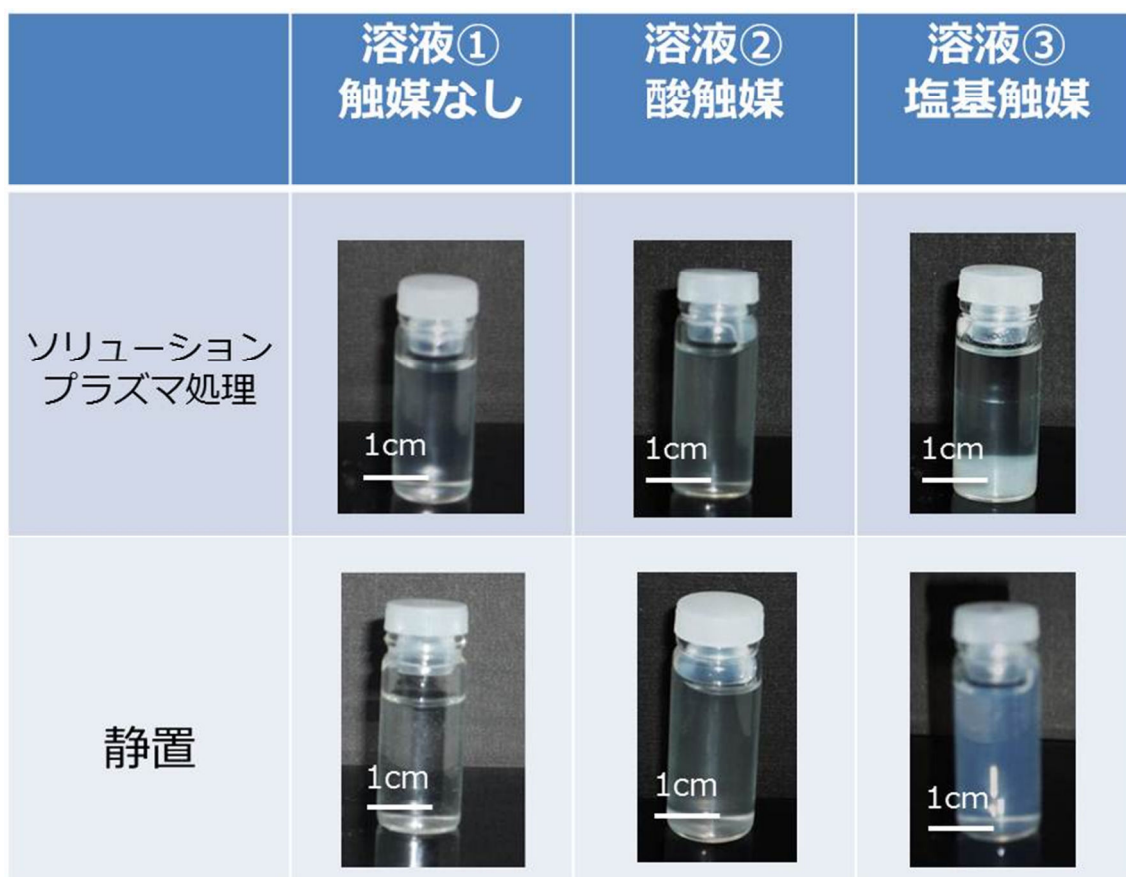 溶液①
触媒なし
溶液②
酸触媒
溶液③
塩基触媒
ソリューション
プラズマ処理
1cm
1cm
1cm
静置
1cm
1cm
1cm